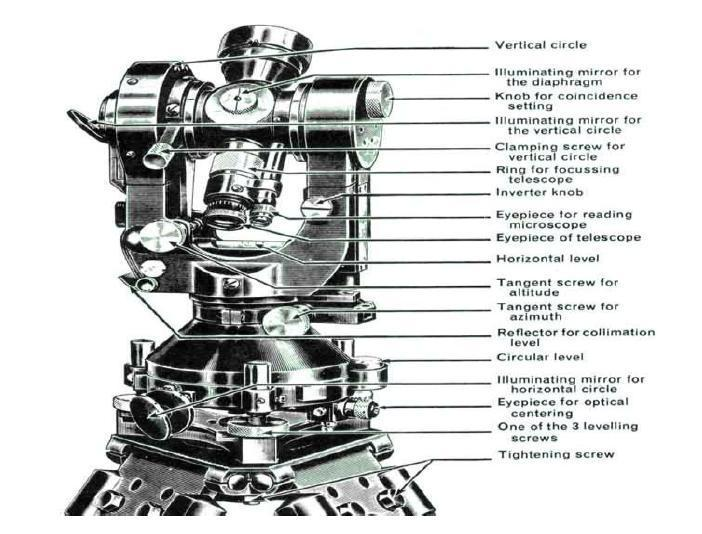 Vertical circle
Illuminating mirror for
the diaphragm
Knob for coincidence
setting
Illuminating mirror for
the vertical circle
Clamping screw for
vertical circle
Ring for focussing
telescope
Inverter knob
Eyepiece for reading
microscope
Eyepiece of telescope
Horizontal level
Tangent screw for
altitude
Tangent screw for
azimuth
Reflector for collimation
level
Circular level
Illuminating mirror for
horizontal circle
Eyepiece for optical
centering
One of the 3 levelling
screws
Tightening screw